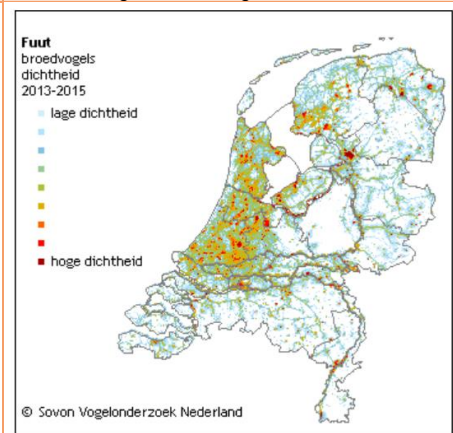 Fuut
broedvogels
dichtheid
2013-2015
lage dichtheid
hoge dichtheid
© Sovon Vogelonderzoek Nederland